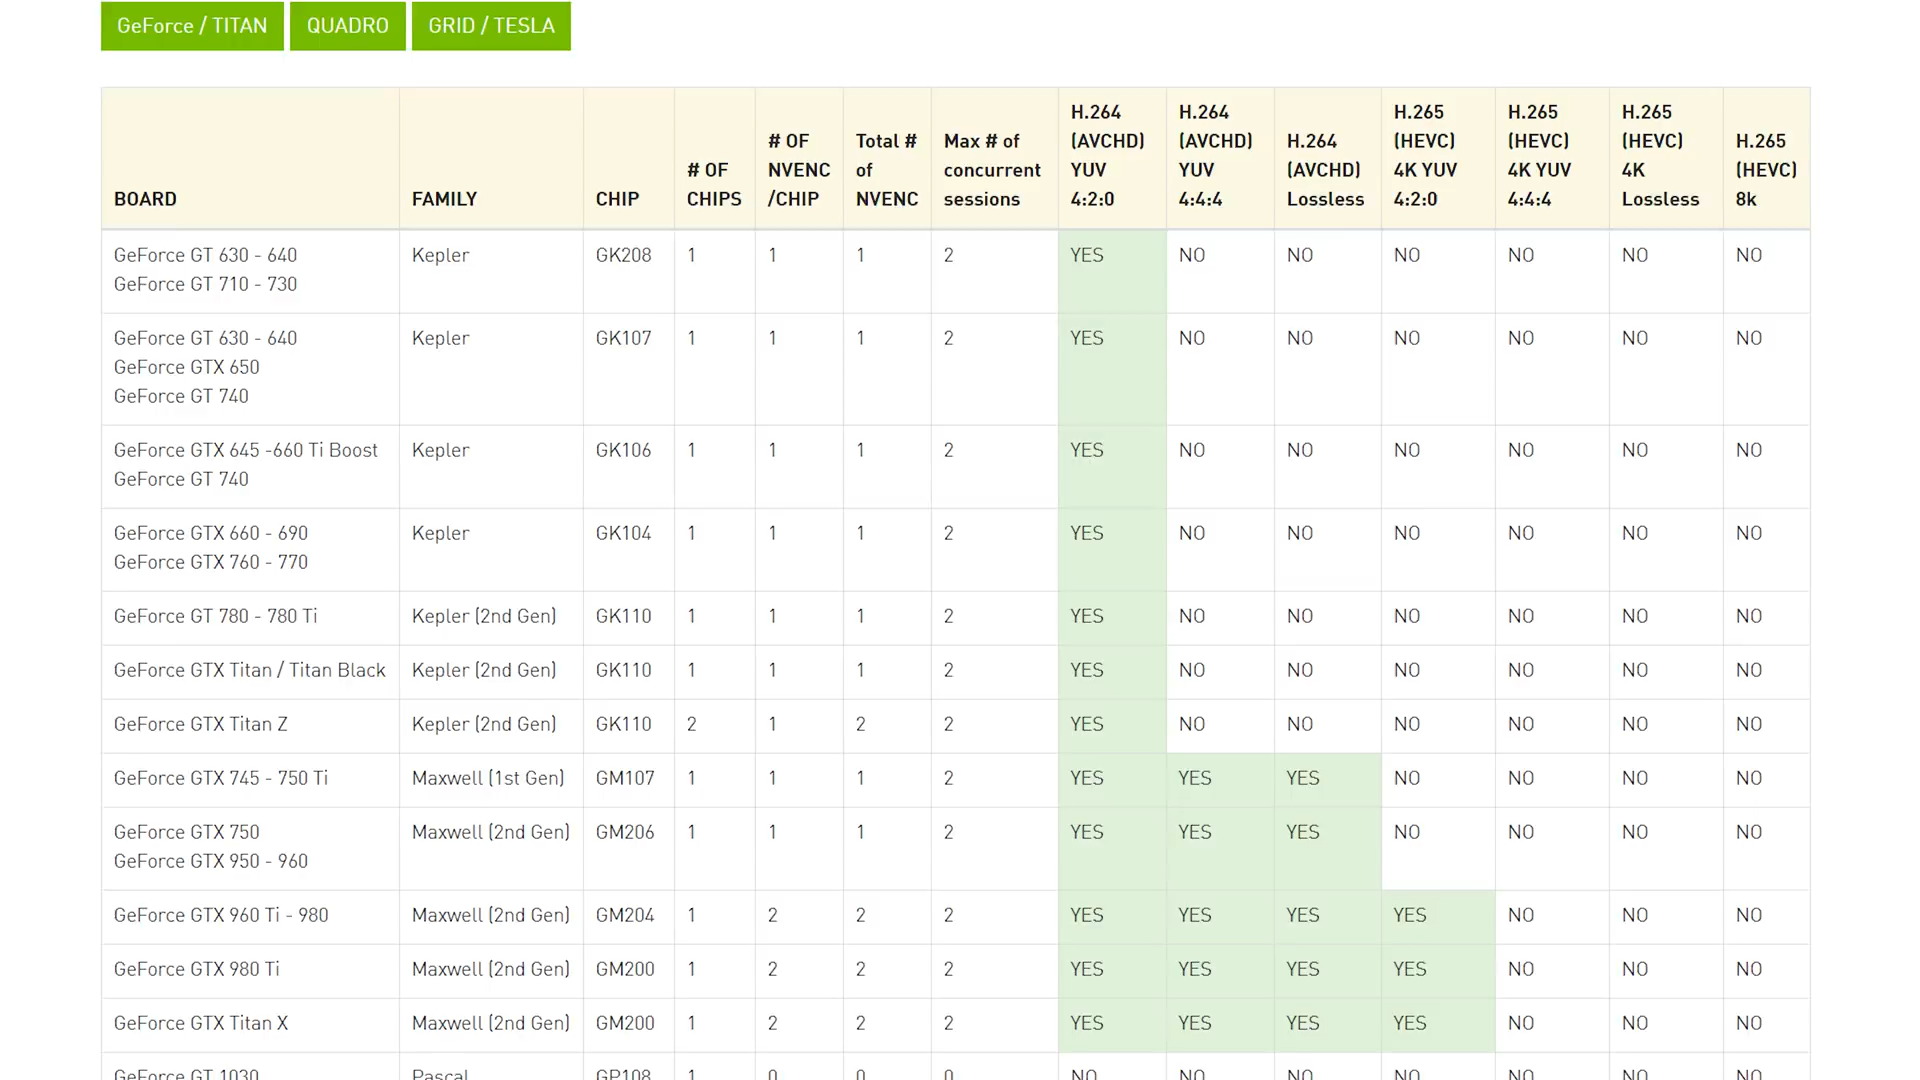 GeForce / TITAN QUADRO GRID / TESLA
BOARD FAMILY CHIP # OF CHIPS # OF NVENC /CHIP Total # of NVENC Max # of concurrent sessions H.264 (AVCHD) YUV 4:2:0 H.264 (AVCHD) YUV 4:4:4 H.264 (AVCHD) Lossless H.265 (HEVC) 4K YUV 4:2:0 H.265 (HEVC) 4K YUV 4:4:4 H.265 (HEVC) 4K Lossless H.265 (HEVC) 8k
GeForce GT 630 - 640 Kepler GK208 1 1 1 2 YES NO NO NO NO NO NO
GeForce GT 710 - 730
GeForce GT 630 - 640 Kepler GK107 1 1 1 2 YES NO NO NO NO NO NO
GeForce GTX 650
GeForce GT 740
GeForce GTX 645 -660 Ti Boost Kepler GK106 1 1 1 2 YES NO NO NO NO NO NO
GeForce GT 740
GeForce GTX 660 - 690 Kepler GK104 1 1 1 2 YES NO NO NO NO NO NO
GeForce GTX 760 - 770
GeForce GT 780 - 780 Ti Kepler (2nd Gen) GK110 1 1 1 2 YES NO NO NO NO NO NO
GeForce GTX Titan / Titan Black Kepler (2nd Gen) GK110 1 1 1 2 YES NO NO NO NO NO NO
GeForce GTX Titan Z Kepler (2nd Gen) GK110 2 1 2 2 YES NO NO NO NO NO NO
GeForce GTX 745 - 750 Ti Maxwell (1st Gen) GM107 1 1 1 2 YES YES YES NO NO NO NO
GeForce GTX 750 Maxwell (2nd Gen) GM206 1 1 1 2 YES YES YES NO NO NO NO
GeForce GTX 950 - 960
GeForce GTX 960 Ti - 980 Maxwell (2nd Gen) GM204 1 2 2 2 YES YES YES YES NO NO NO
GeForce GTX 980 Ti Maxwell (2nd Gen) GM200 1 2 2 2 YES YES YES YES NO NO NO
GeForce GTX Titan X Maxwell (2nd Gen) GM200 1 2 2 2 YES YES YES YES NO NO NO
GeForce GT 1030 Pascal GP108 1 0 0 0 NO NO NO NO NO NO NO